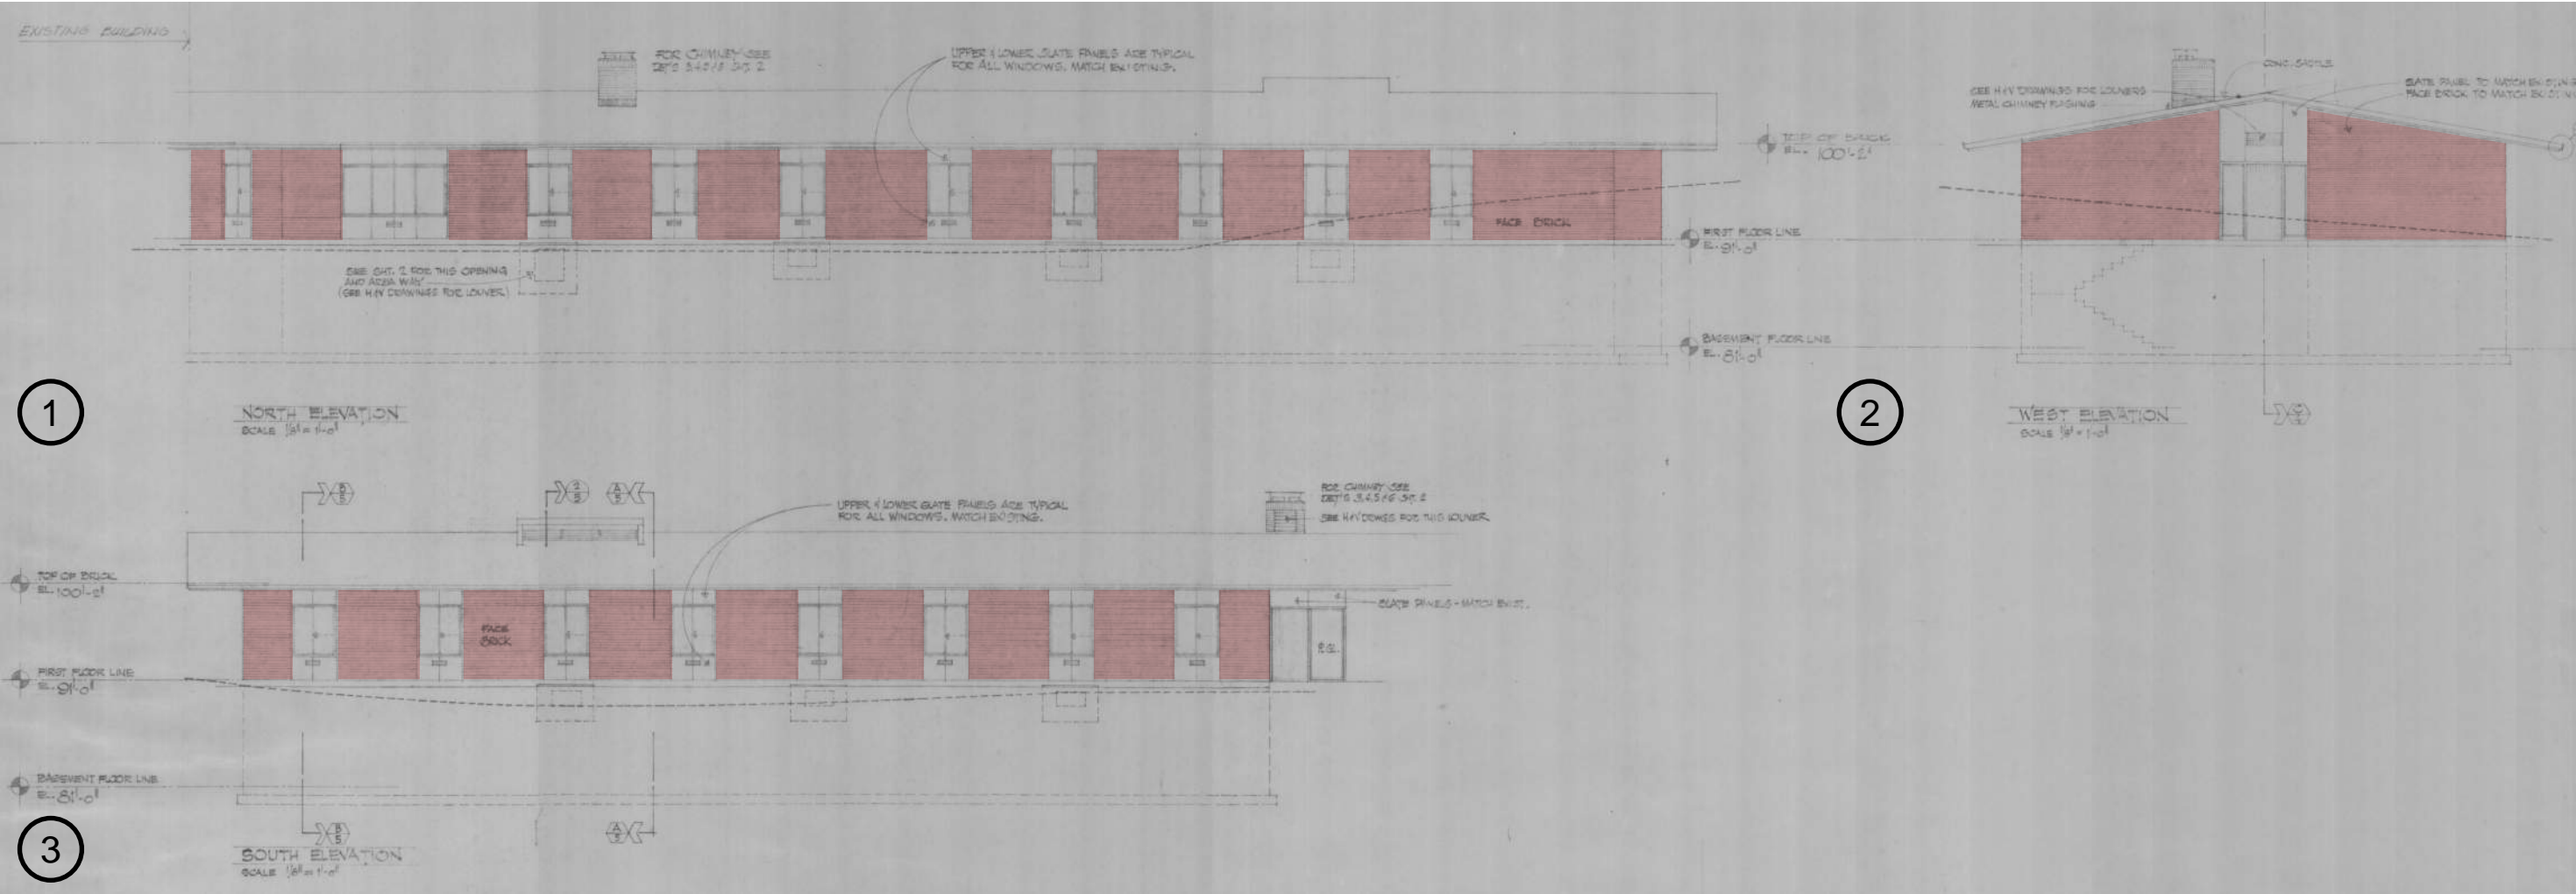 EXISTING BUILDING
FOR CHIMNEY SEE
DET'S 3,4,5/6 SHT. 2
UPPER & LOWER SLATE PANELS ARE TYPICAL
FOR ALL WINDOWS. MATCH EXISTING.
TOP OF BRICK
EL. 100'-2"
FACE BRICK
FIRST FLOOR LINE
EL. 91'-0"
SEE SHT. 2 FOR THIS OPENING
AND AREA WAY
(SEE H&V DRAWINGS FOR LOUVER)
BASEMENT FLOOR LINE
EL. 81'-0"
1
NORTH ELEVATION
SCALE 1/8" = 1'-0"
CONC. SADDLE
SEE H&V DRAWINGS FOR LOUVERS
METAL CHIMNEY FLASHING
SLATE PANEL TO MATCH EXISTING
FACE BRICK TO MATCH EXISTING
2
WEST ELEVATION
SCALE 1/8" = 1'-0"
UPPER & LOWER SLATE PANELS ARE TYPICAL
FOR ALL WINDOWS. MATCH EXISTING.
FOR CHIMNEY SEE
DET'S 3,4,5/6 SHT. 2
SEE H&V DRWGS FOR THIS LOUVER
TOP OF BRICK
EL. 100'-2"
FACE
BRICK
SLATE PANELS - MATCH EXIST.
FIRST FLOOR LINE
EL. 91'-0"
BASEMENT FLOOR LINE
EL. 81'-0"
3
SOUTH ELEVATION
SCALE 1/8" = 1'-0"